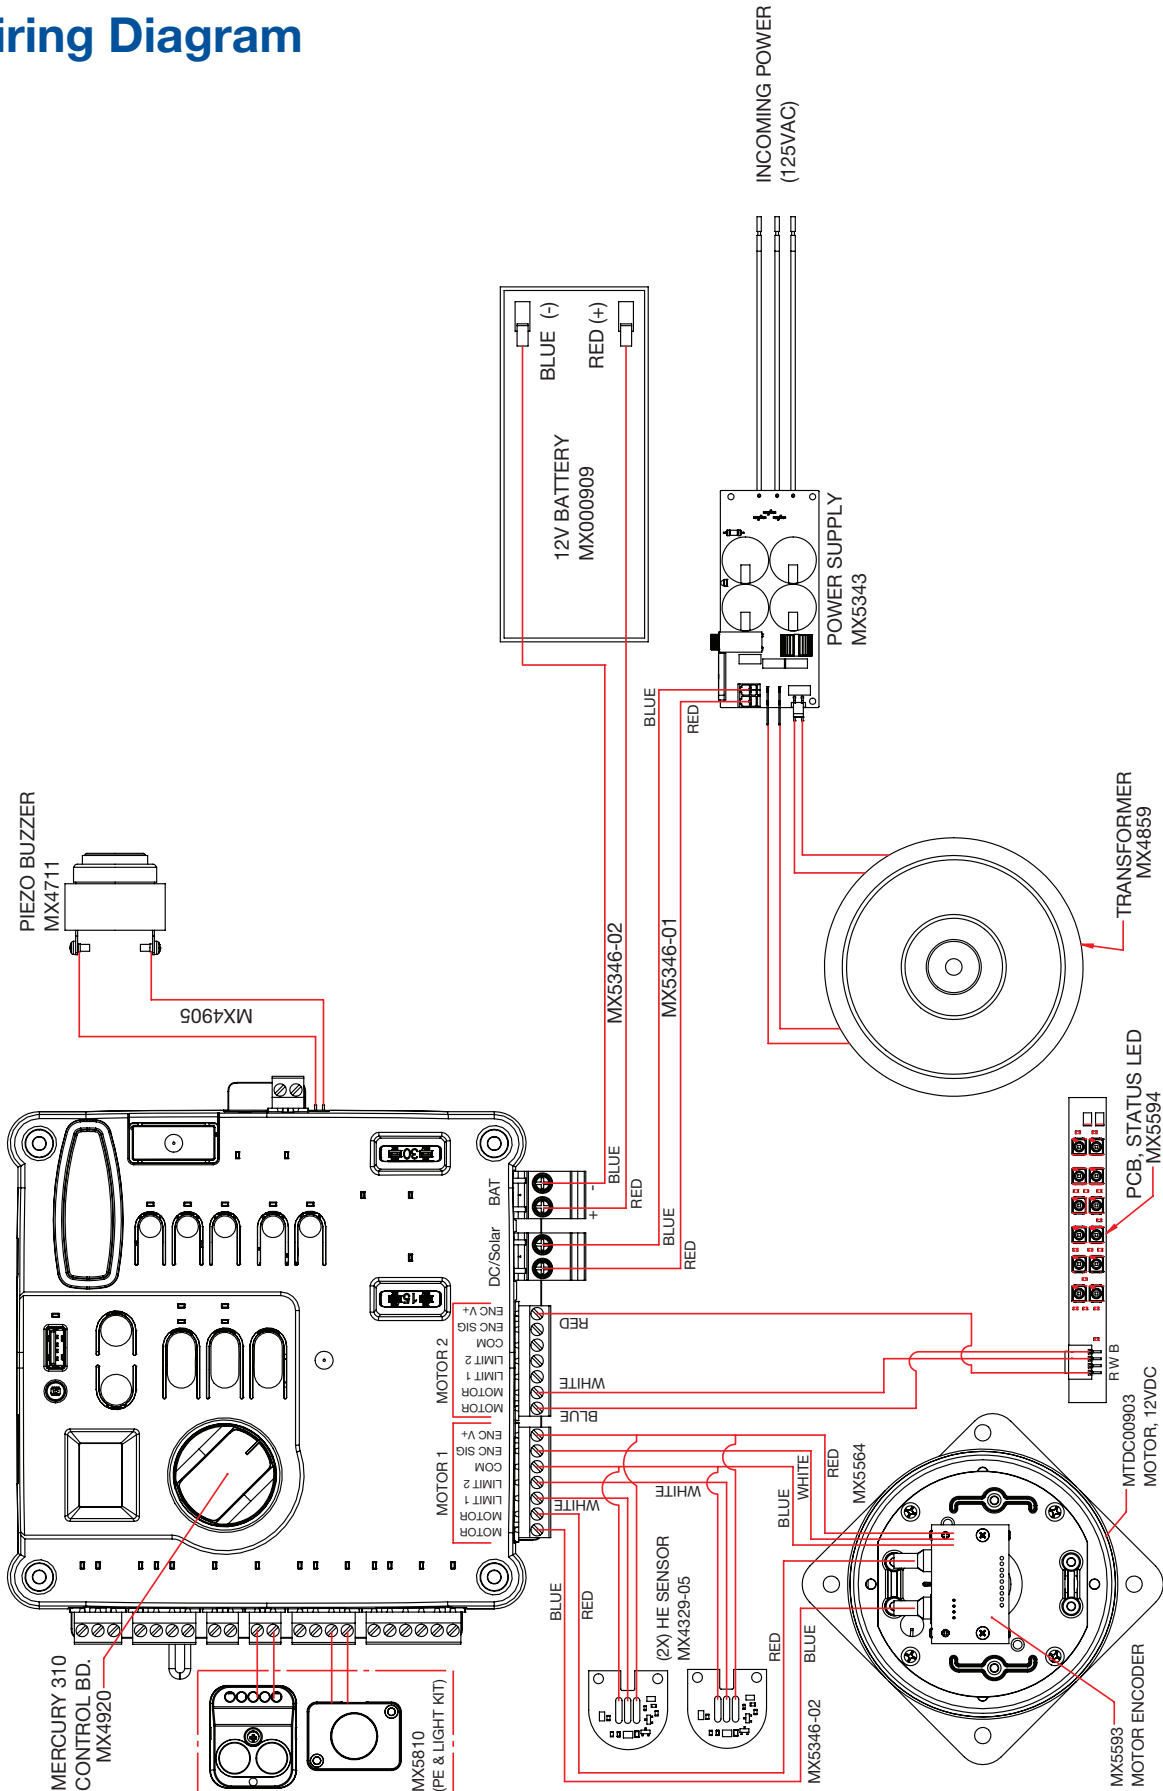 iring Diagram
INCOMING POWER
(125VAC)
BLUE (-)
RED (+)
12V BATTERY
MX000909
POWER SUPPLY
MX5343
BLUE
RED
PIEZO BUZZER
MX4711
MX4905
MX5346-02
MX5346-01
TRANSFORMER
MX4859
30
15
BAT
-
+
BLUE
RED
DC/Solar
BLUE
RED
PCB, STATUS LED
MX5594
R W B
MOTOR 2
ENC V+
ENC SIG
COM
LIMIT 2
LIMIT 1
MOTOR
MOTOR
RED
WHITE
BLUE
MOTOR 1
ENC V+
ENC SIG
COM
LIMIT 2
LIMIT 1
MOTOR
MOTOR
WHITE
WHITE
BLUE
RED
MX5564
BLUE
WHITE
RED
MTDC00903
MOTOR, 12VDC
(2X) HE SENSOR
MX4329-05
RED
BLUE
MX5346-02
MX5593
MOTOR ENCODER
MERCURY 310
CONTROL BD.
MX4920
MX5810
(PE & LIGHT KIT)